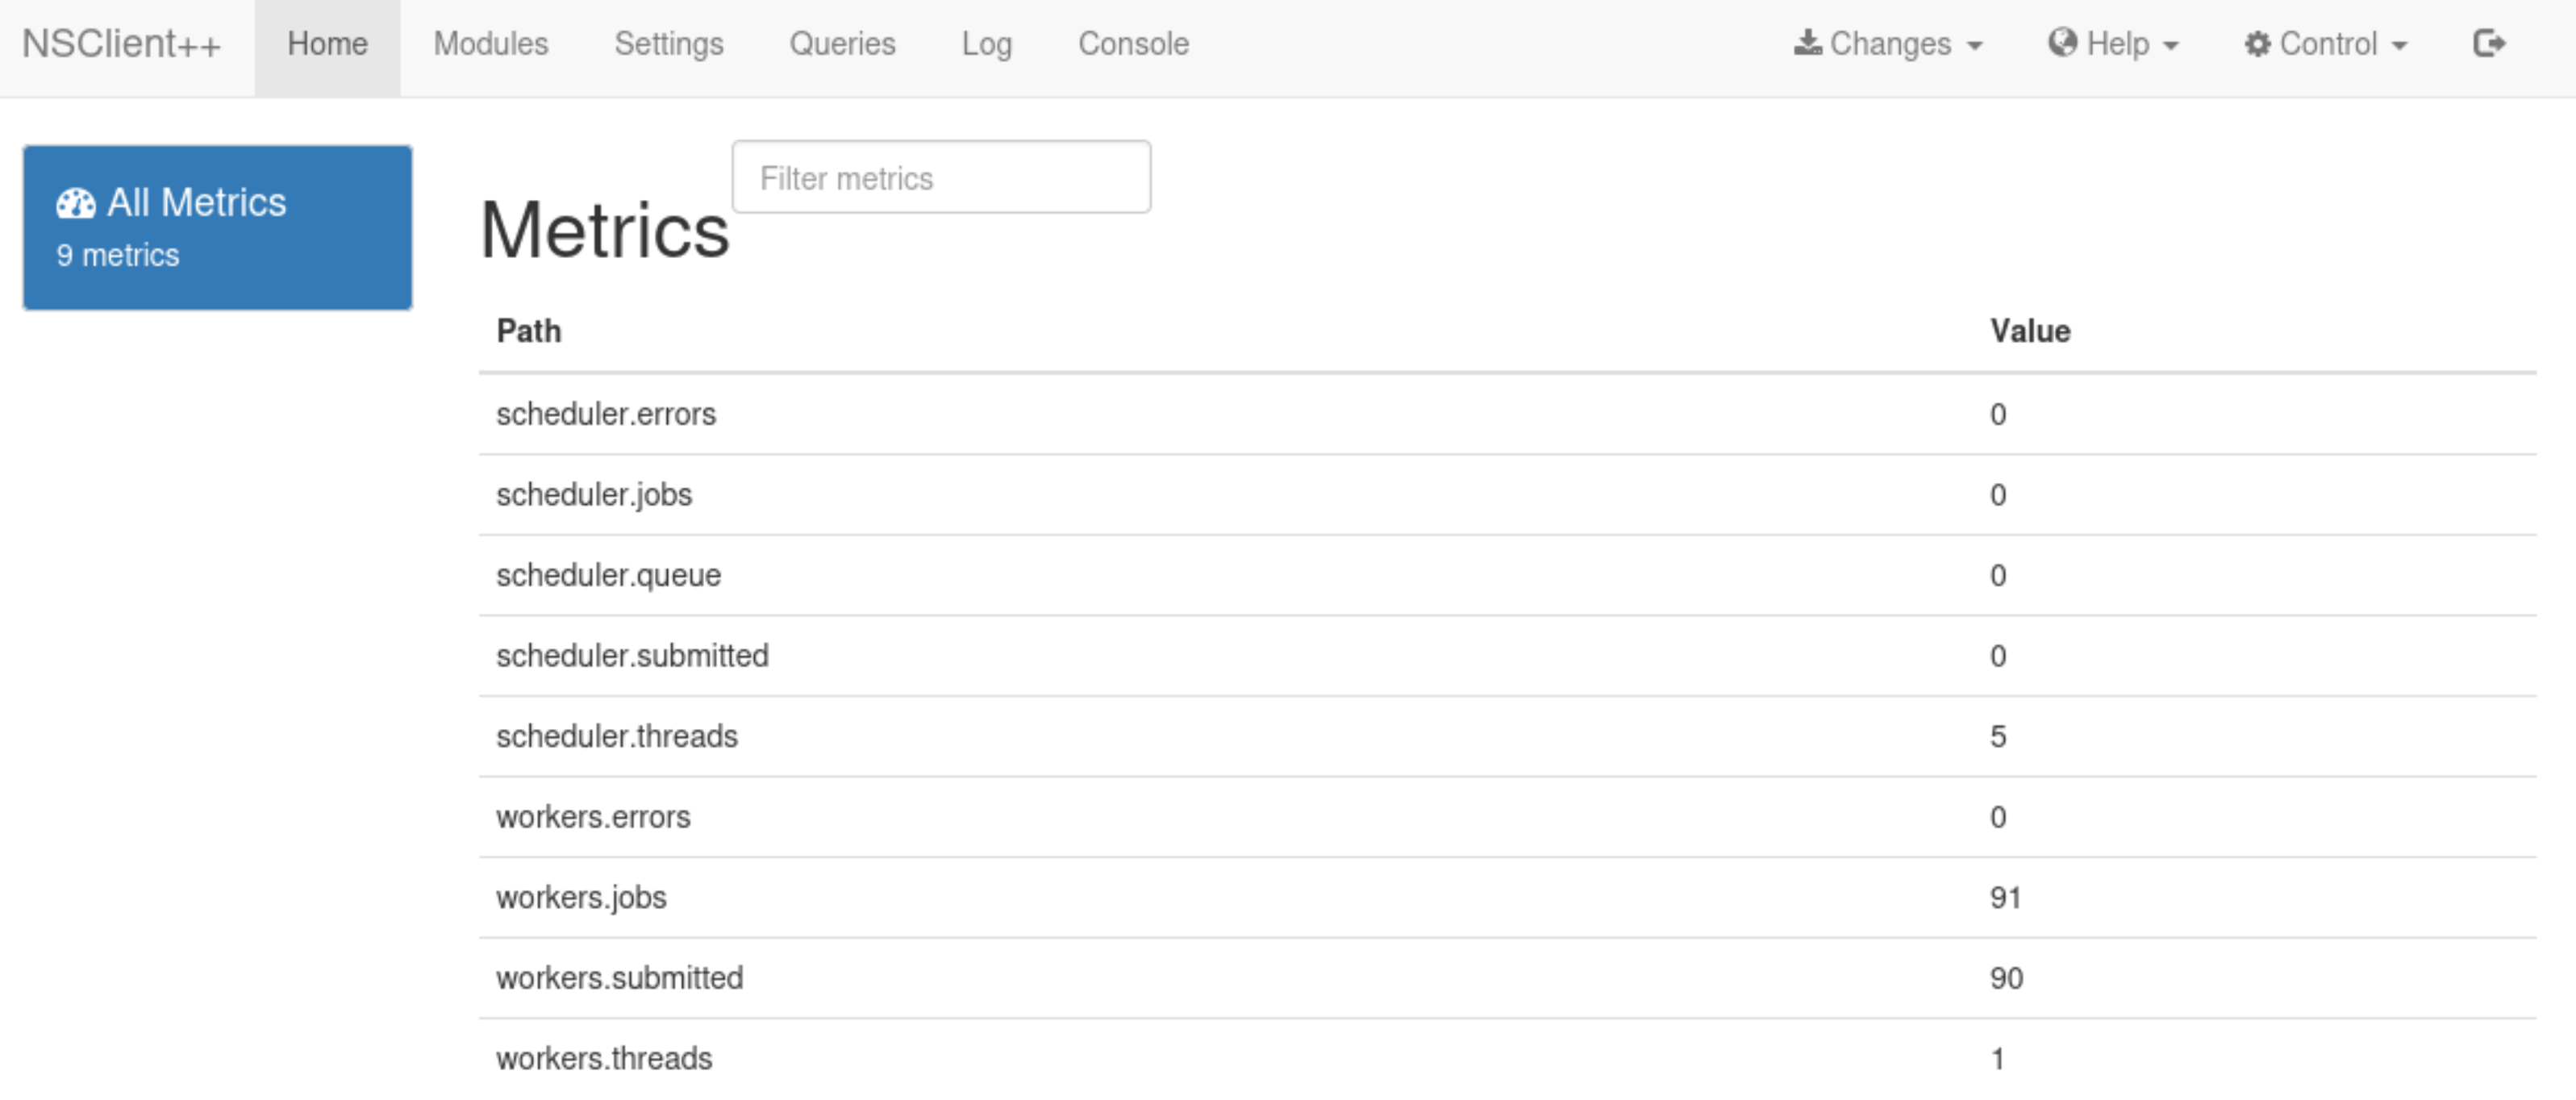 NSClient++ Home Modules Settings Queries Log Console Changes Help Control
All Metrics
9 metrics
Filter metrics
Metrics
Path Value
scheduler.errors 0
scheduler.jobs 0
scheduler.queue 0
scheduler.submitted 0
scheduler.threads 5
workers.errors 0
workers.jobs 91
workers.submitted 90
workers.threads 1